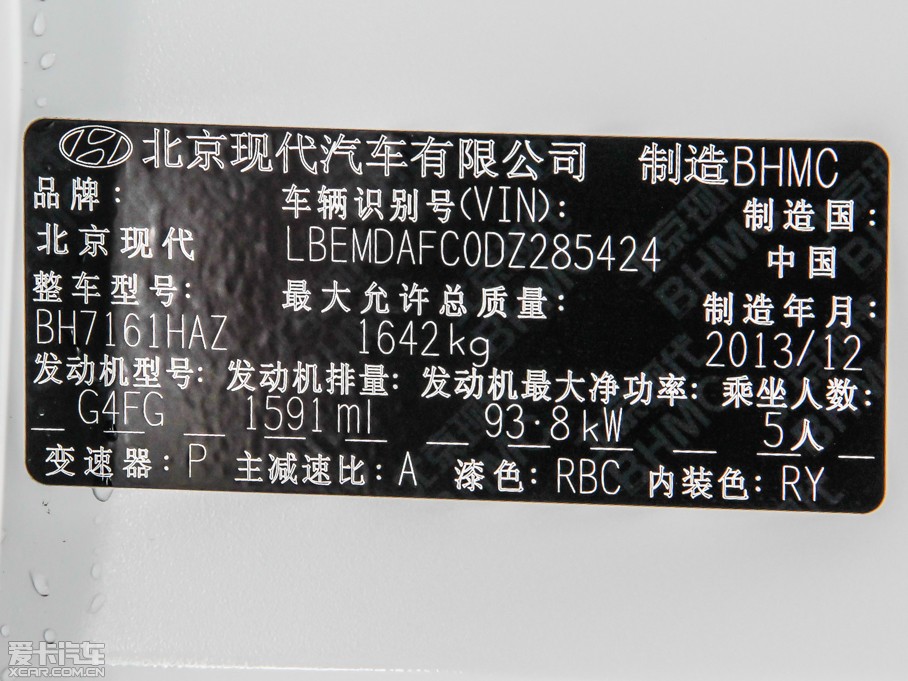 北京现代汽车有限公司 制造BHMC
品牌: 车辆识别号(VIN): 制造国:
北京现代 LBEMDAFC0DZ285424 中国
整车型号: 最大允许总质量: 制造年月:
BH7161HAZ 1642kg 2013/12
发动机型号: 发动机排量: 发动机最大净功率: 乘坐人数:
G4FG 1591ml 93.8kW 5人
变速器: P 主减速比: A 漆色: RBC 内装色: RY
爱卡汽车
XCAR.COM.CN